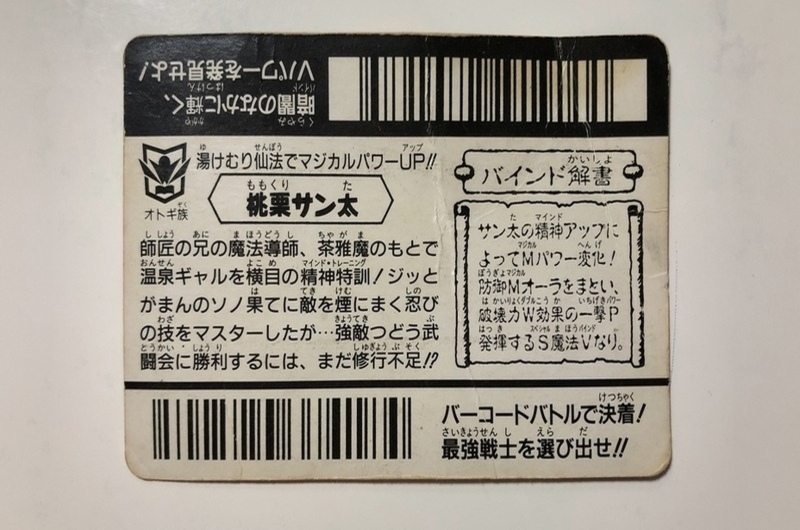 暗闇のなかに輝く、
Vパワーを発見せよ!
湯けむり仙法でマジカルパワーUP!!
オトギ族
桃栗サン太
師匠の兄の魔法導師、茶雅魔のもとで
温泉ギャルを横目の精神特訓!ジッと
がまんのソノ果てに敵を煙にまく忍び
の技をマスターしたが…強敵つどう武
闘会に勝利するには、まだ修行不足!?
バインド解書
サン太の精神アップに
よってMパワー変化!
防御Mオーラをまとい、
破壊力W効果の一撃P
発揮するS魔法Vなり。
バーコードバトルで決着!
最強戦士を選び出せ!!